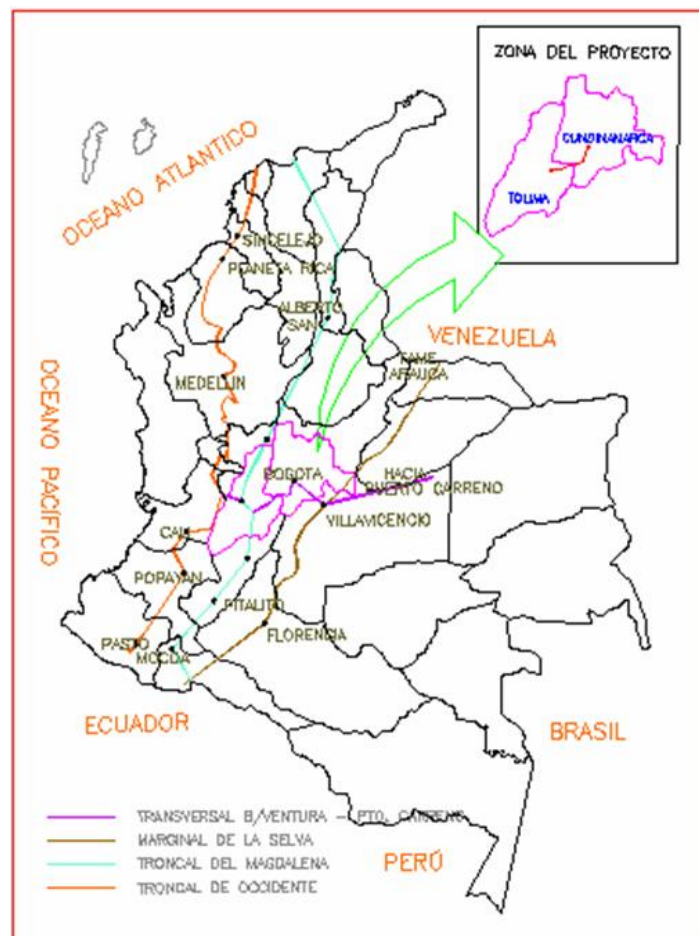 ZONA DEL PROYECTO
CUNDINAMARCA
TOLIMA
OCEANO ATLANTICO
SINCELEJO
PLANETA RICA
ALBERTO
SAN
VENEZUELA
TAME
ARAUCA
MEDELLIN
OCEANO PACÍFICO
BOGOTA
HACIA
PUERTO CARRENO
VILLAVICENCIO
CALI
POPAYAN
PITALITO
FLORENCIA
PASTO
MOCOA
ECUADOR
BRASIL
PERÚ
TRANSVERSAL B/VENTURA – PTO. CARRENO
MARGINAL DE LA SELVA
TRONCAL DEL MAGDALENA
TRONCAL DE OCCIDENTE